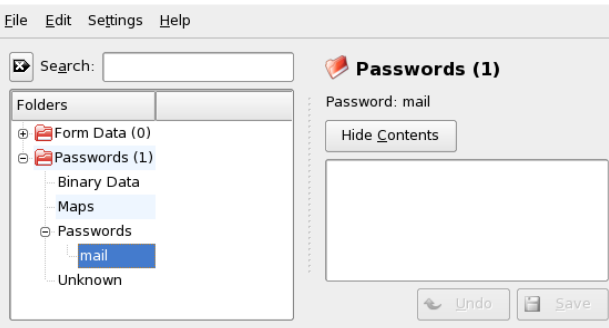 File Edit Settings Help
Search:
Folders
Form Data (0)
Passwords (1)
Binary Data
Maps
Passwords
mail
Unknown
Passwords (1)
Password: mail
Hide Contents
Undo Save